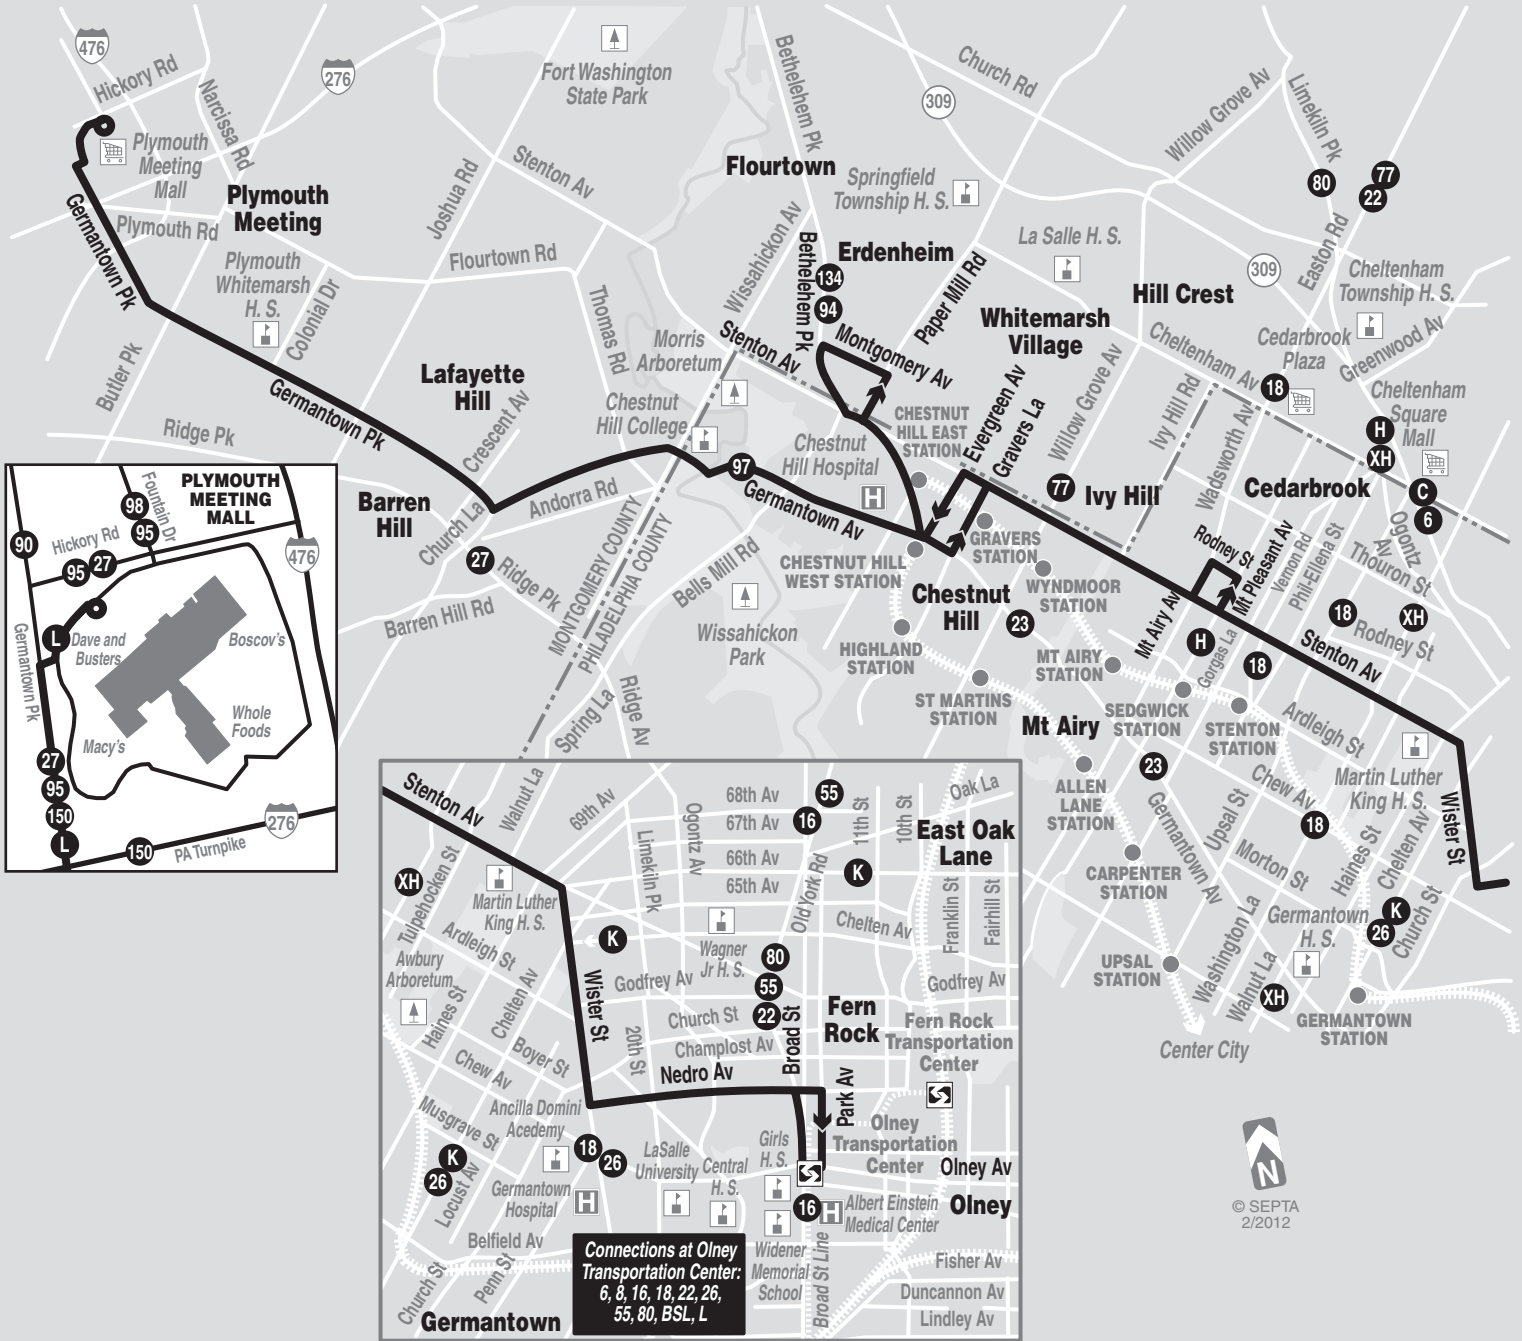 476
Hickory Rd
Narcissa Rd
276
Fort Washington
State Park
Bethelehem Pk
Church Rd
309
Willow Grove Av
Limekiln Pk
80
77
22
Plymouth
Meeting
Mall
Plymouth
Meeting
Germantown Pk
Plymouth Rd
Joshua Rd
Stenton Av
Flourtown
Springfield
Township H. S.
La Salle H. S.
Flourtown Rd
Wissahickon Av
Bethelehem Pk
Erdenheim
134
94
Paper Mill Rd
309
Easton Rd
Cheltenham
Township H. S.
Plymouth
Whitemarsh
H. S.
Colonial Dr
Thomas Rd
Morris
Arboretum
Stenton Av
Montgomery Av
Whitemarsh
Village
Hill Crest
Cheltenham Av
Cedarbrook
Plaza
Greenwood Av
Butler Pk
Lafayette
Hill
Germantown Pk
Crescent Av
Chestnut
Hill College
Chestnut
Hill Hospital
CHESTNUT
HILL EAST
STATION
Evergreen Av
Gravers La
Willow Grove Av
Ivy Hill Rd
Wadsworth Av
18
Cheltenham
Square
Mall
H
XH
Ridge Pk
Barren
Hill
Church La
Andorra Rd
97
Germantown Av
77
Ivy Hill
Cedarbrook
C
6
Ogontz
Av
27
Ridge Pk
Barren Hill Rd
MONTGOMERY COUNTY
PHILADELPHIA COUNTY
Bells Mill Rd
Wissahickon
Park
CHESTNUT HILL
WEST STATION
GRAVERS
STATION
Chestnut
Hill
23
WYNDMOOR
STATION
Rodney St
Mt Pleasant Av
Vernon Rd
Phil-Ellena St
Thouron St
Mt Airy Av
18
XH
Rodney St
HIGHLAND
STATION
MT AIRY
STATION
H
Gorgas La
18
Stenton Av
ST MARTINS
STATION
Mt Airy
SEDGWICK
STATION
STENTON
STATION
Ardleigh St
Spring La
Ridge Av
ALLEN
LANE
STATION
23
Germantown Av
Chew Av
Martin Luther
King H. S.
18
Upsal St
Morton St
Haines St
Chelten Av
Wister St
CARPENTER
STATION
Washington La
Germantown
H. S.
K
26
Church St
UPSAL
STATION
Walnut La
XH
GERMANTOWN
STATION
Center City
N
© SEPTA
2/2012
PLYMOUTH
MEETING
MALL
Fountain Dr
98
95
90
Hickory Rd
95
27
476
L
Dave and
Busters
Boscov's
Germantown Pk
Macy's
Whole
Foods
27
95
150
L
150
PA Turnpike
276
Stenton Av
Walnut La
69th Av
Limekiln Pk
Ogontz Av
68th Av
67th Av
66th Av
65th Av
55
16
11th St
10th St
Oak La
East Oak
Lane
Old York Rd
K
XH
Tulpehocken St
Martin Luther
King H. S.
Ardleigh St
Awbury
Arboretum
Haines St
Chelten Av
K
Wagner
Jr H. S.
Chelten Av
Franklin St
Fairhill St
80
55
22
Wister St
Godfrey Av
Godfrey Av
Church St
20th St
Champlost Av
Broad St
Fern
Rock
Fern Rock
Transportation
Center
Chew Av
Boyer St
Nedro Av
Park Av
Musgrave St
Ancilla Domini
Acedemy
18
26
LaSalle
University
Central
H. S.
Girls
H. S.
Olney
Transportation
Center
Olney Av
K
26
Locust Av
Germantown
Hospital
16
Albert Einstein
Medical Center
Olney
Belfield Av
Church St
Penn St
Widener
Memorial
School
Broad St Line
Fisher Av
Duncannon Av
Lindley Av
Connections at Olney
Transportation Center:
6, 8, 16, 18, 22, 26,
55, 80, BSL, L
Germantown